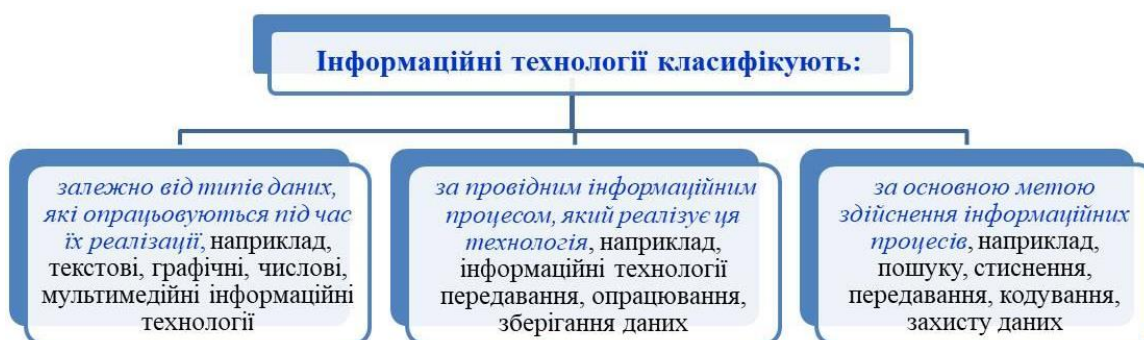 Інформаційні технології класифікують:
залежно від типів даних,
які опрацьовуються під час
їх реалізації, наприклад,
текстові, графічні, числові,
мультимедійні інформаційні
технології
за провідним інформаційним
процесом, який реалізує ця
технологія, наприклад,
інформаційні технології
передавання, опрацювання,
зберігання даних
за основною метою
здійснення інформаційних
процесів, наприклад,
пошуку, стиснення,
передавання, кодування,
захисту даних